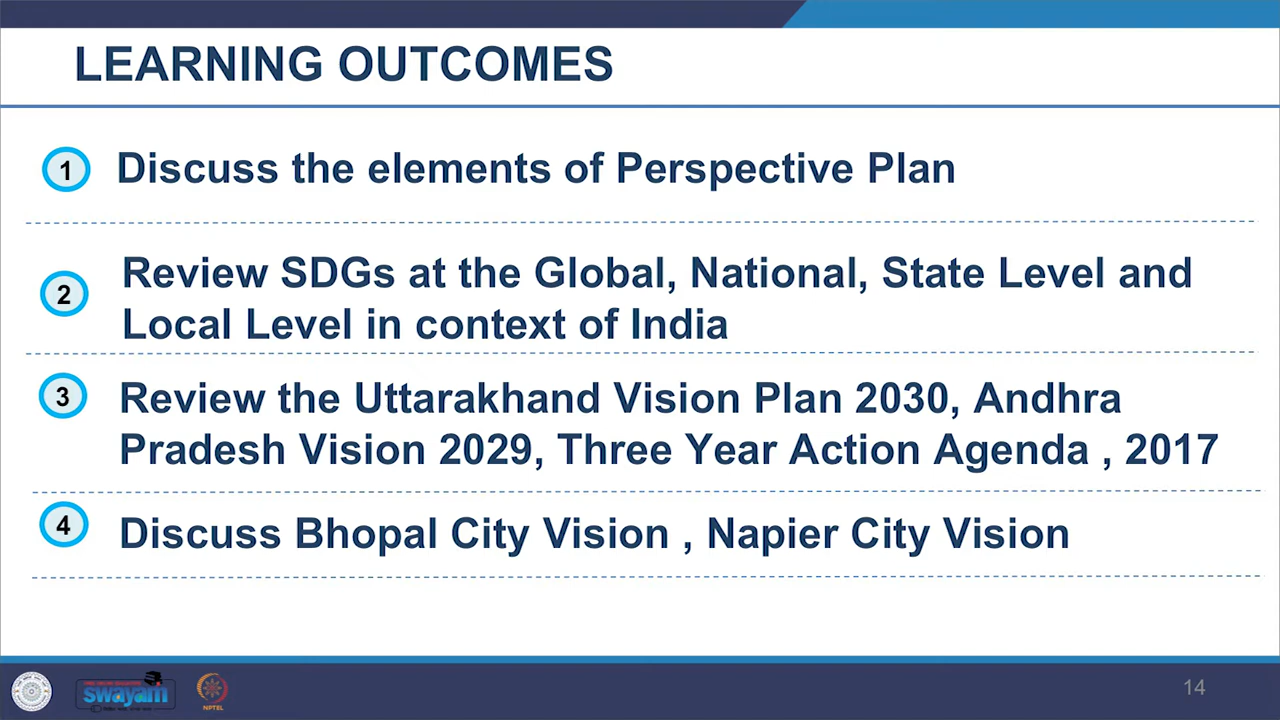 LEARNING OUTCOMES
1 Discuss the elements of Perspective Plan
2 Review SDGs at the Global, National, State Level and
Local Level in context of India
3 Review the Uttarakhand Vision Plan 2030, Andhra
Pradesh Vision 2029, Three Year Action Agenda , 2017
4 Discuss Bhopal City Vision , Napier City Vision
swayam
NPTEL
14